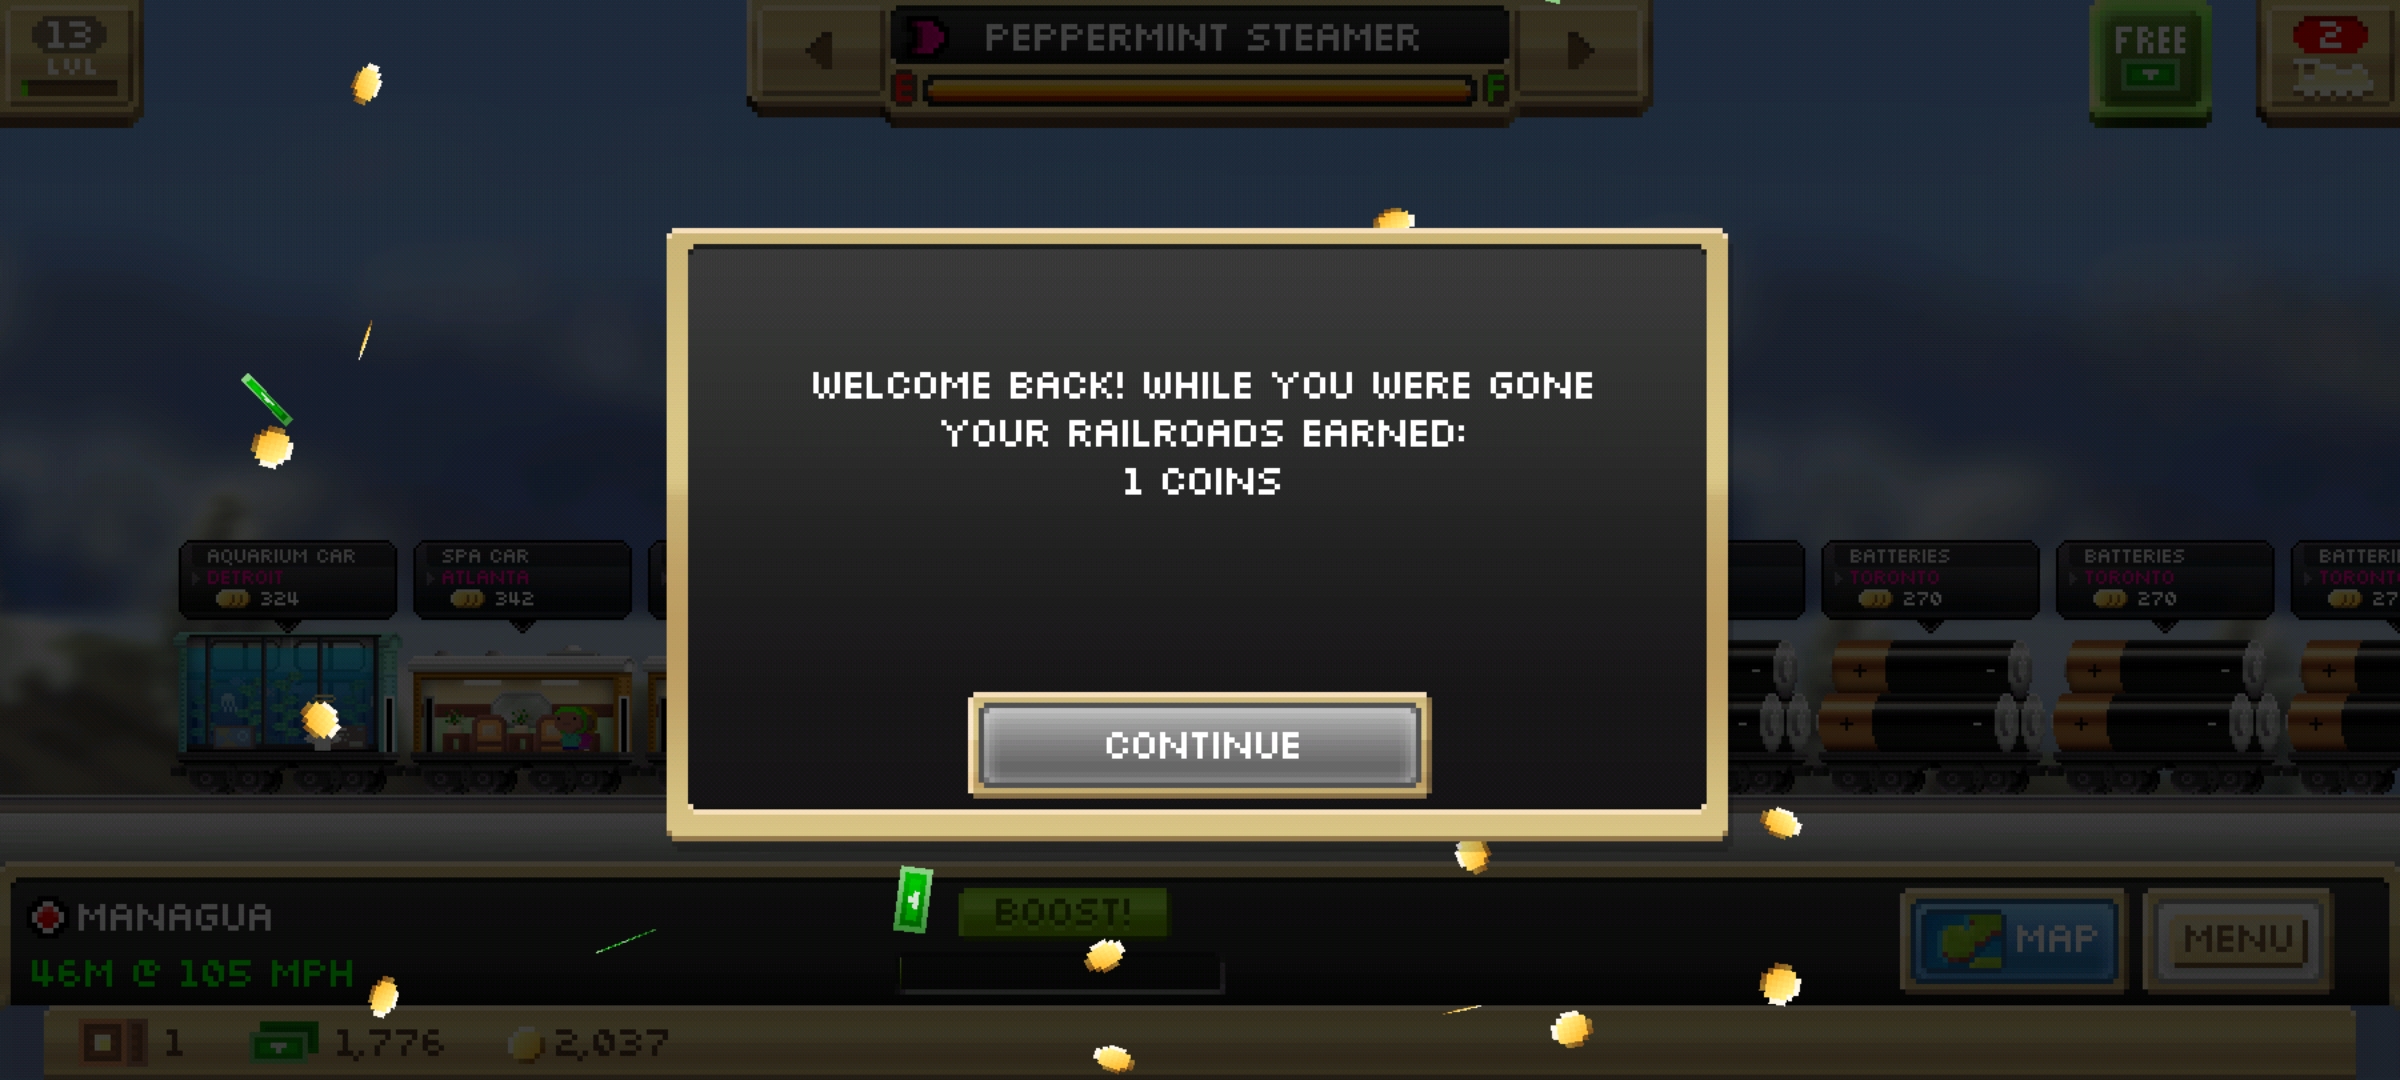 13
LVL
PEPPERMINT STEAMER
E
F
FREE
2
WELCOME BACK! WHILE YOU WERE GONE
YOUR RAILROADS EARNED:
1 COINS
CONTINUE
AQUARIUM CAR
DETROIT
324
SPA CAR
ATLANTA
342
BATTERIES
TORONTO
270
BATTERIES
TORONTO
270
MANAGUA
46M @ 105 MPH
BOOST!
MAP
MENU
1
1,776
2,037